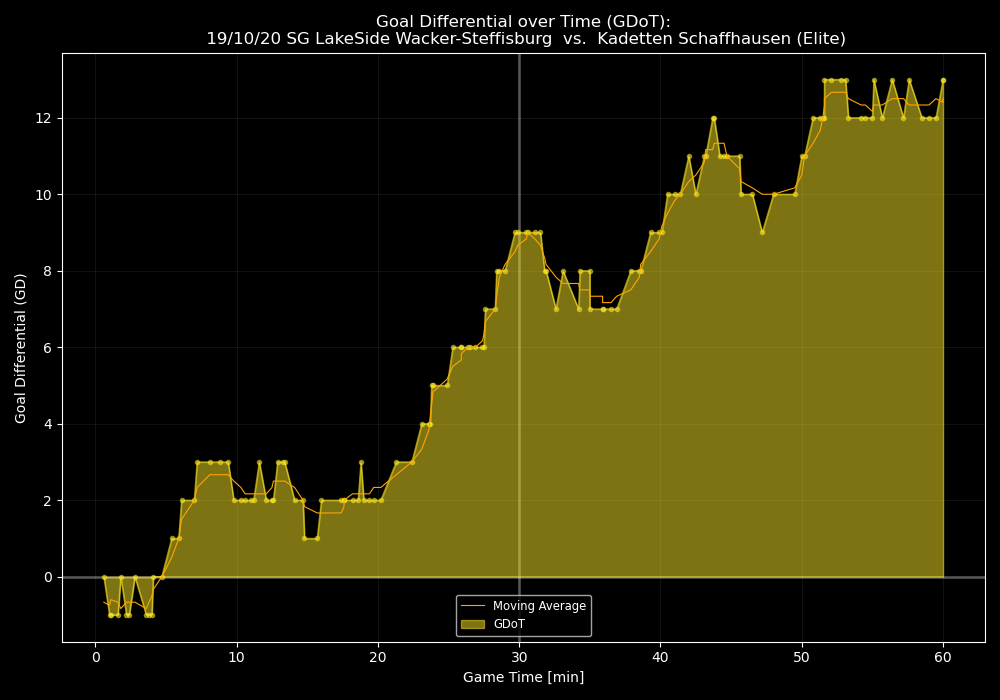 Goal Differential over Time (GDoT):
19/10/20 SG LakeSide Wacker-Steffisburg  vs.  Kadetten Schaffhausen (Elite)
Goal Differential (GD)
12
10
8
6
4
2
0
Moving Average
GDoT
0 10 20 30 40 50 60
Game Time [min]